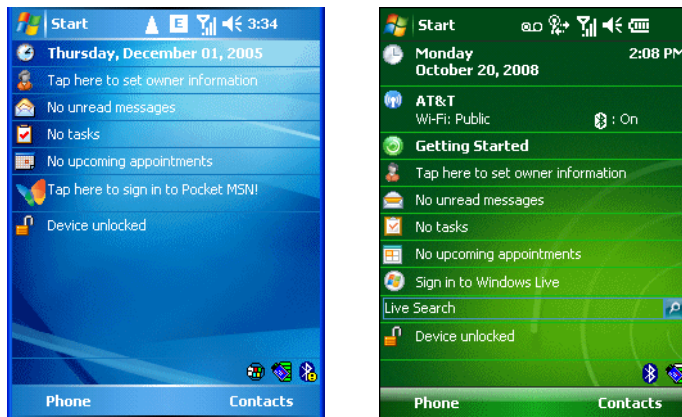 Start E 3:34
Thursday, December 01, 2005
Tap here to set owner information
No unread messages
No tasks
No upcoming appointments
Tap here to sign in to Pocket MSN!
Device unlocked
Phone Contacts
Start
Monday 2:08 PM
October 20, 2008
AT&T
Wi-Fi: Public : On
Getting Started
Tap here to set owner information
No unread messages
No tasks
No upcoming appointments
Sign in to Windows Live
Live Search
Device unlocked
Phone Contacts